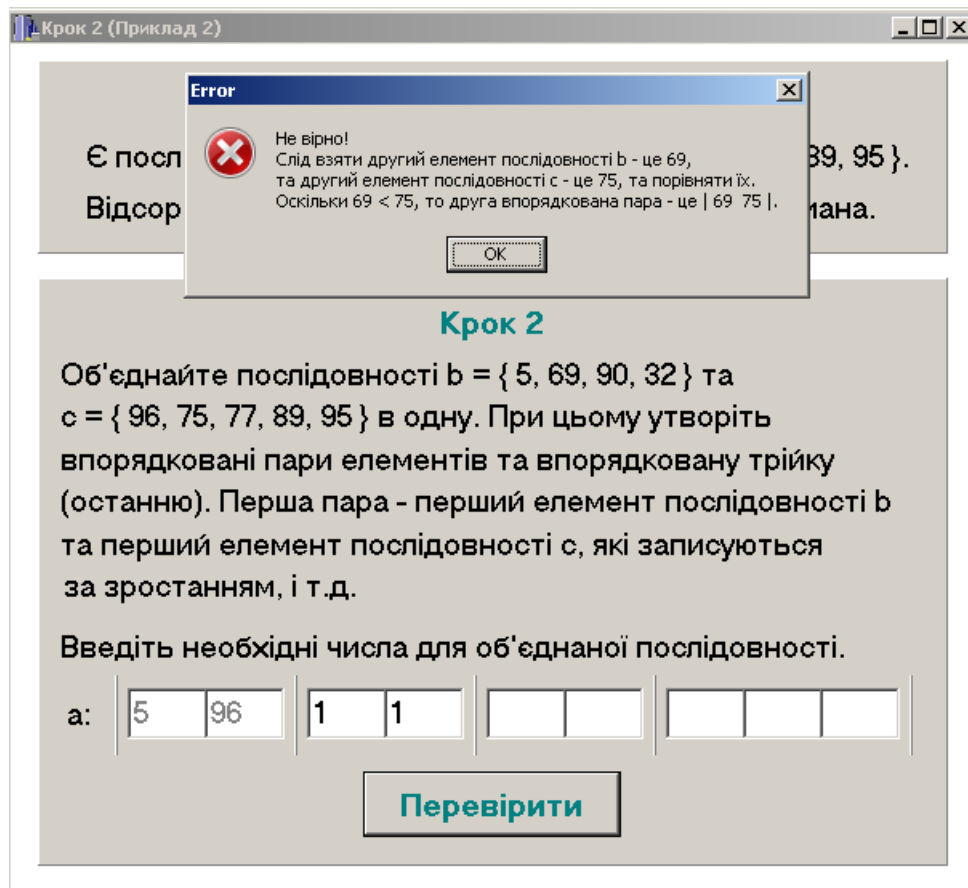 Крок 2 (Приклад 2)
Error
Не вірно!
Слід взяти другий елемент послідовності b - це 69,
та другий елемент послідовності c - це 75, та порівняти їх.
Оскільки 69 < 75, то друга впорядкована пара - це | 69 75 |.
OK
Є 89, 95 }.
Крок 2
Об'єднайте послідовності b = { 5, 69, 90, 32 } та
c = { 96, 75, 77, 89, 95 } в одну. При цьому утворіть
впорядковані пари елементів та впорядковану трійку
(останню). Перша пара - перший елемент послідовності b
та перший елемент послідовності c, які записуються
за зростанням, і т.д.
Введіть необхідні числа для об'єднаної послідовності.
a: 5 96 1 1
Перевірити